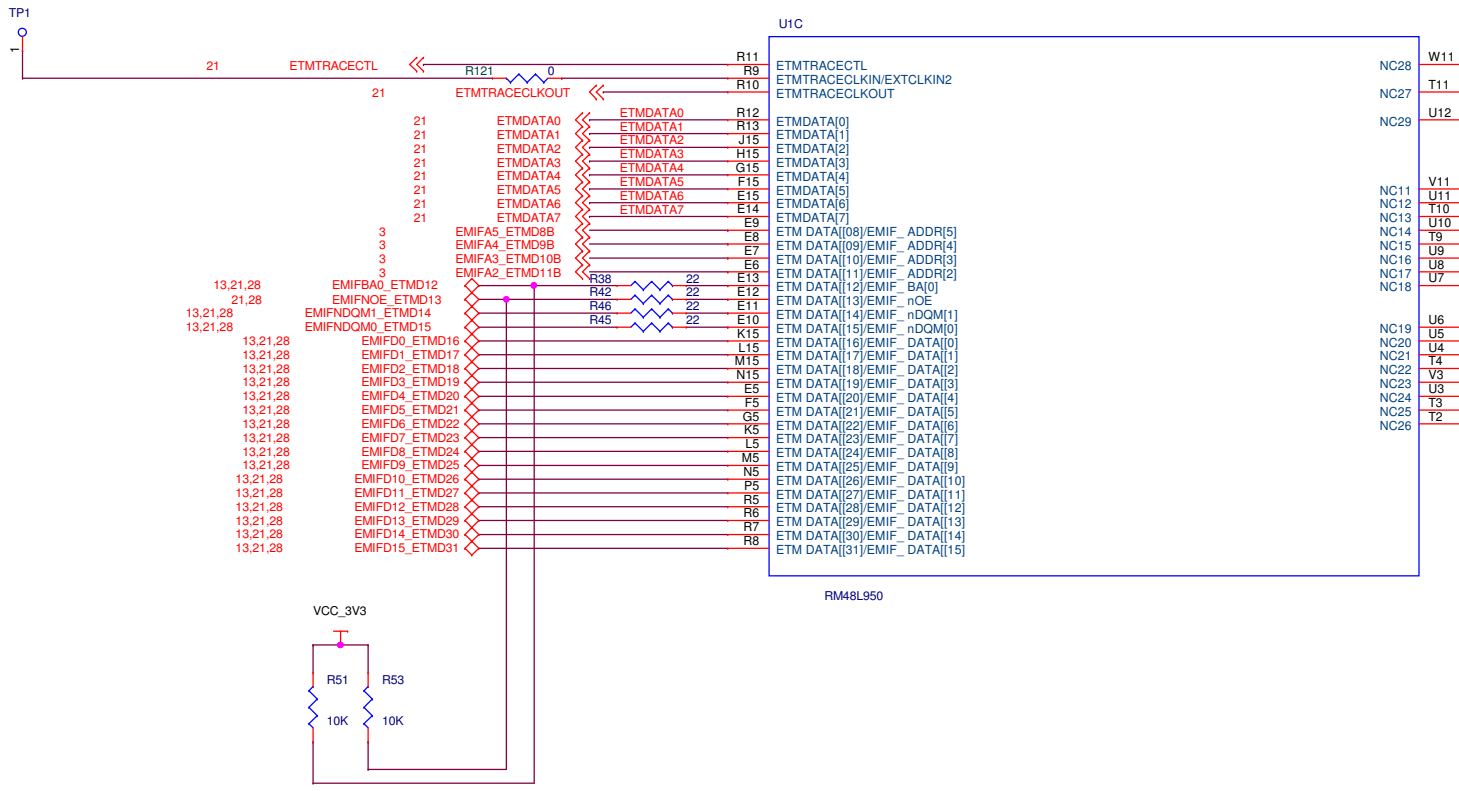 TP1
1
U1C
21 ETMTRACECTL R11 ETMTRACECTL NC28 W11
R121 0 R9 ETMTRACECLKIN/EXTCLKIN2
21 ETMTRACECLKOUT R10 ETMTRACECLKOUT NC27 T11
21 ETMDATA0 ETMDATA0 R12 ETMDATA[0] NC29 U12
21 ETMDATA1 ETMDATA1 R13 ETMDATA[1]
21 ETMDATA2 ETMDATA2 J15 ETMDATA[2]
21 ETMDATA3 ETMDATA3 H15 ETMDATA[3]
21 ETMDATA4 ETMDATA4 G15 ETMDATA[4]
21 ETMDATA5 ETMDATA5 F15 ETMDATA[5] NC11 V11
21 ETMDATA6 ETMDATA6 E15 ETMDATA[6] NC12 U11
21 ETMDATA7 ETMDATA7 E14 ETMDATA[7] NC13 T10
3 EMIFA5_ETMD8B E9 ETM DATA[[08]/EMIF_ ADDR[5] NC14 U10
3 EMIFA4_ETMD9B E8 ETM DATA[[09]/EMIF_ ADDR[4] NC15 T9
3 EMIFA3_ETMD10B E7 ETM DATA[[10]/EMIF_ ADDR[3] NC16 U9
3 EMIFA2_ETMD11B E6 ETM DATA[[11]/EMIF_ ADDR[2] NC17 U8
13,21,28 EMIFBA0_ETMD12 R38 22 E13 ETM DATA[[12]/EMIF_ BA[0] NC18 U7
21,28 EMIFNOE_ETMD13 R42 22 E12 ETM DATA[[13]/EMIF_ nOE
13,21,28 EMIFNDQM1_ETMD14 R46 22 E11 ETM DATA[[14]/EMIF_ nDQM[1]
13,21,28 EMIFNDQM0_ETMD15 R45 22 E10 ETM DATA[[15]/EMIF_ nDQM[0] NC19 U6
13,21,28 EMIFD0_ETMD16 K15 ETM DATA[[16]/EMIF_ DATA[[0] NC20 U5
13,21,28 EMIFD1_ETMD17 L15 ETM DATA[[17]/EMIF_ DATA[[1] NC21 U4
13,21,28 EMIFD2_ETMD18 M15 ETM DATA[[18]/EMIF_ DATA[[2] NC22 T4
13,21,28 EMIFD3_ETMD19 N15 ETM DATA[[19]/EMIF_ DATA[[3] NC23 V3
13,21,28 EMIFD4_ETMD20 E5 ETM DATA[[20]/EMIF_ DATA[[4] NC24 U3
13,21,28 EMIFD5_ETMD21 F5 ETM DATA[[21]/EMIF_ DATA[[5] NC25 T3
13,21,28 EMIFD6_ETMD22 G5 ETM DATA[[22]/EMIF_ DATA[[6] NC26 T2
13,21,28 EMIFD7_ETMD23 K5 ETM DATA[[23]/EMIF_ DATA[[7]
13,21,28 EMIFD8_ETMD24 L5 ETM DATA[[24]/EMIF_ DATA[[8]
13,21,28 EMIFD9_ETMD25 M5 ETM DATA[[25]/EMIF_ DATA[[9]
13,21,28 EMIFD10_ETMD26 N5 ETM DATA[[26]/EMIF_ DATA[[10]
13,21,28 EMIFD11_ETMD27 P5 ETM DATA[[27]/EMIF_ DATA[[11]
13,21,28 EMIFD12_ETMD28 R5 ETM DATA[[28]/EMIF_ DATA[[12]
13,21,28 EMIFD13_ETMD29 R6 ETM DATA[[29]/EMIF_ DATA[[13]
13,21,28 EMIFD14_ETMD30 R7 ETM DATA[[30]/EMIF_ DATA[[14]
13,21,28 EMIFD15_ETMD31 R8 ETM DATA[[31]/EMIF_ DATA[[15]
RM48L950
VCC_3V3
R51 R53
10K 10K